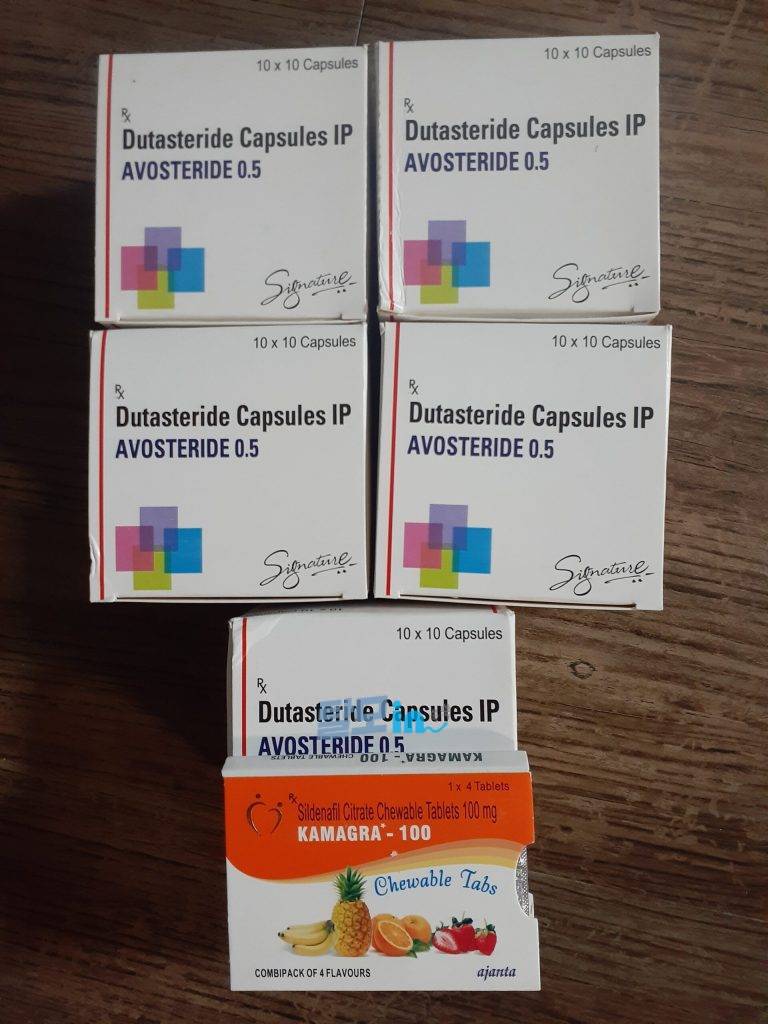 10 x 10 Capsules
Rx
Dutasteride Capsules IP
AVOSTERIDE 0.5
Signature
10 x 10 Capsules
Rx
Dutasteride Capsules IP
AVOSTERIDE 0.5
Signature
10 x 10 Capsules
Rx
Dutasteride Capsules IP
AVOSTERIDE 0.5
Signature
10 x 10 Capsules
Rx
Dutasteride Capsules IP
AVOSTERIDE 0.5
Signature
10 x 10 Capsules
Rx
Dutasteride Capsules IP
AVOSTERIDE 0.5
in
KAMAGRA - 100
CHEWABLE TABLETS
1 x 4 Tablets
Rx
Sildenafil Citrate Chewable Tablets 100 mg
KAMAGRA* - 100
Chewable Tabs
COMBIPACK OF 4 FLAVOURS
ajanta